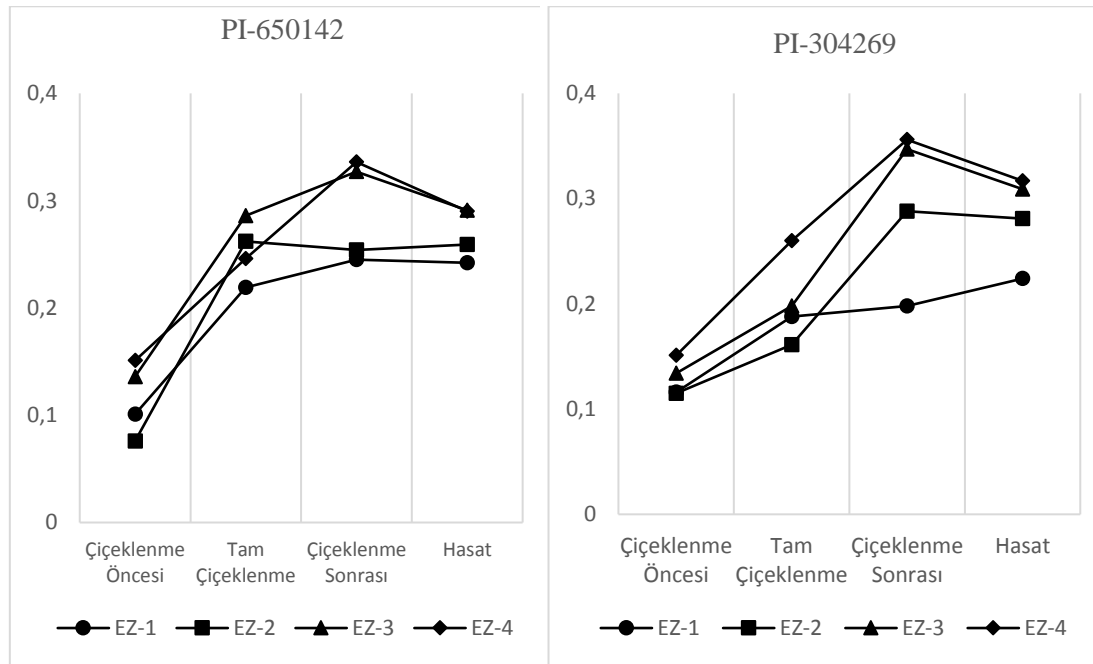 PI-650142
0,4
0,3
0,2
0,1
0
Çiçeklenme
Öncesi
Tam
Çiçeklenme
Çiçeklenme
Sonrası
Hasat
EZ-1 EZ-2 EZ-3 EZ-4
PI-304269
0,4
0,3
0,2
0,1
0
Çiçeklenme
Öncesi
Tam
Çiçeklenme
Çiçeklenme
Sonrası
Hasat
EZ-1 EZ-2 EZ-3 EZ-4